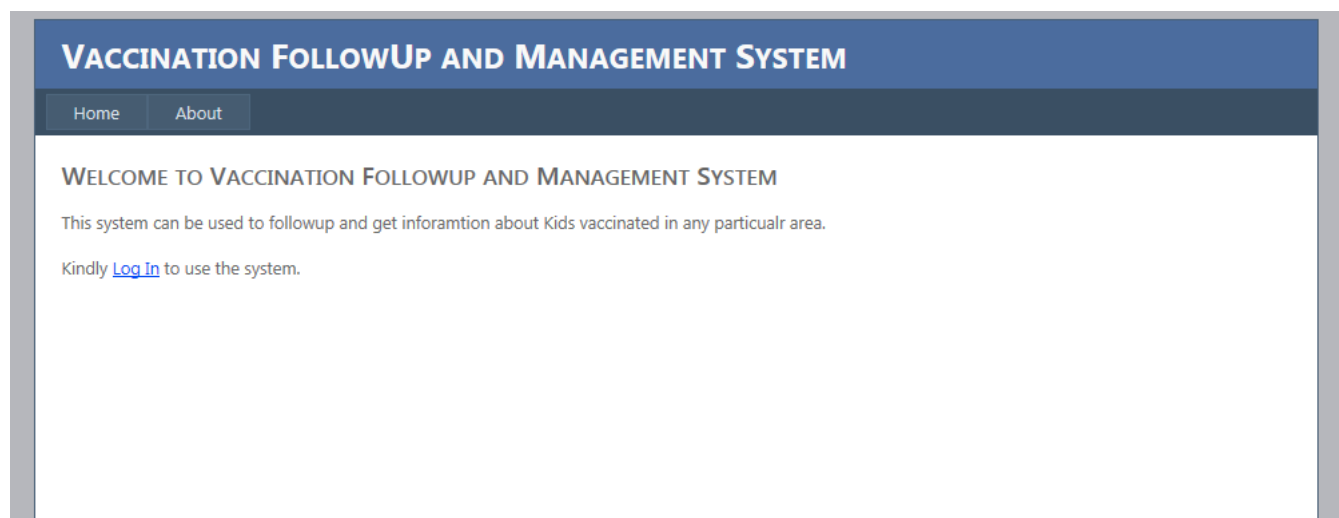 Vaccination FollowUp and Management System
Home About
Welcome to Vaccination Followup and Management System
This system can be used to followup and get inforamtion about Kids vaccinated in any particualr area.
Kindly Log In to use the system.